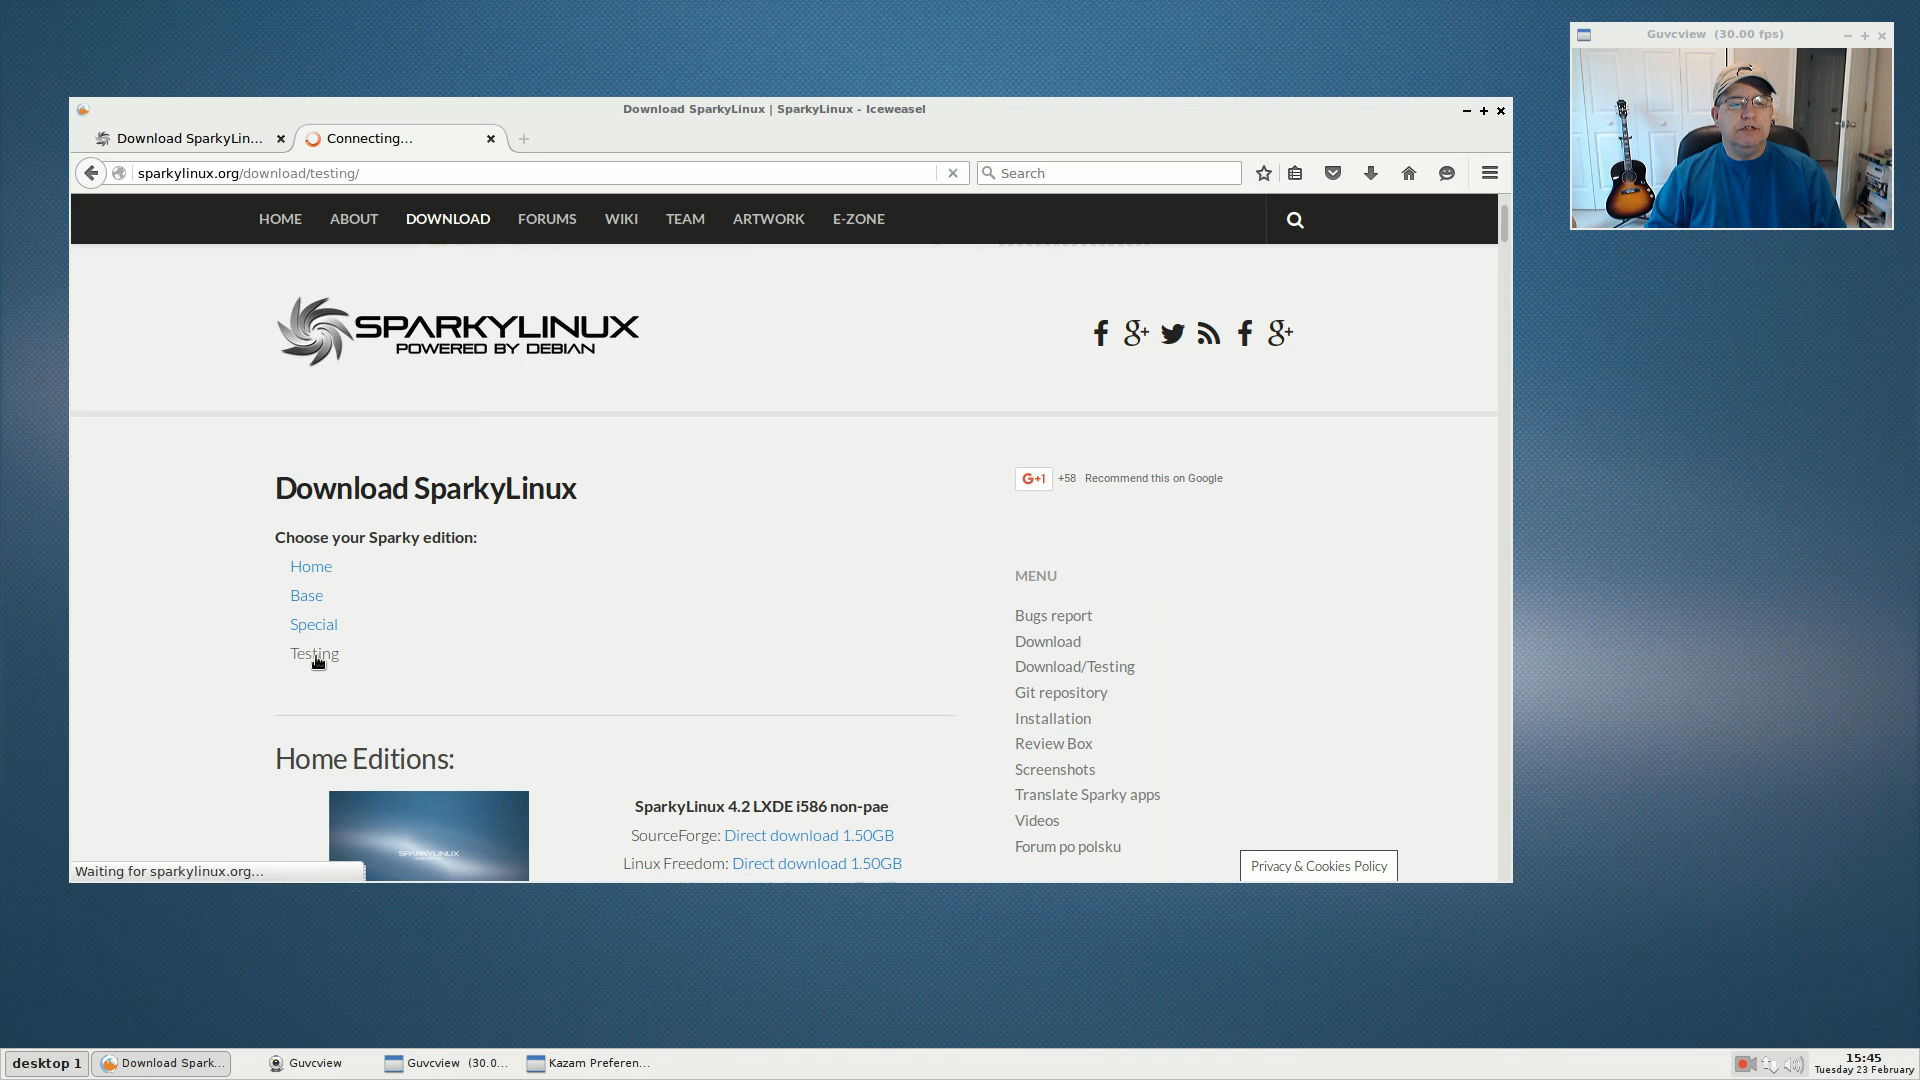 Guvcview (30.00 fps)
Download SparkyLinux | SparkyLinux - Iceweasel
Download SparkyLin...
Connecting...
sparkylinux.org/download/testing/
Search
HOME ABOUT DOWNLOAD FORUMS WIKI TEAM ARTWORK E-ZONE
SPARKYLINUX
POWERED BY DEBIAN
Download SparkyLinux
Choose your Sparky edition:
Home
Base
Special
Testing
G+1 +58 Recommend this on Google
MENU
Bugs report
Download
Download/Testing
Git repository
Installation
Review Box
Screenshots
Translate Sparky apps
Videos
Forum po polsku
Home Editions:
SPARKYLINUX
SparkyLinux 4.2 LXDE i586 non-pae
SourceForge: Direct download 1.50GB
Linux Freedom: Direct download 1.50GB
Privacy & Cookies Policy
Waiting for sparkylinux.org...
desktop 1
Download Spark...
Guvcview
Guvcview (30.0...
Kazam Preferen...
15:45
Tuesday 23 February